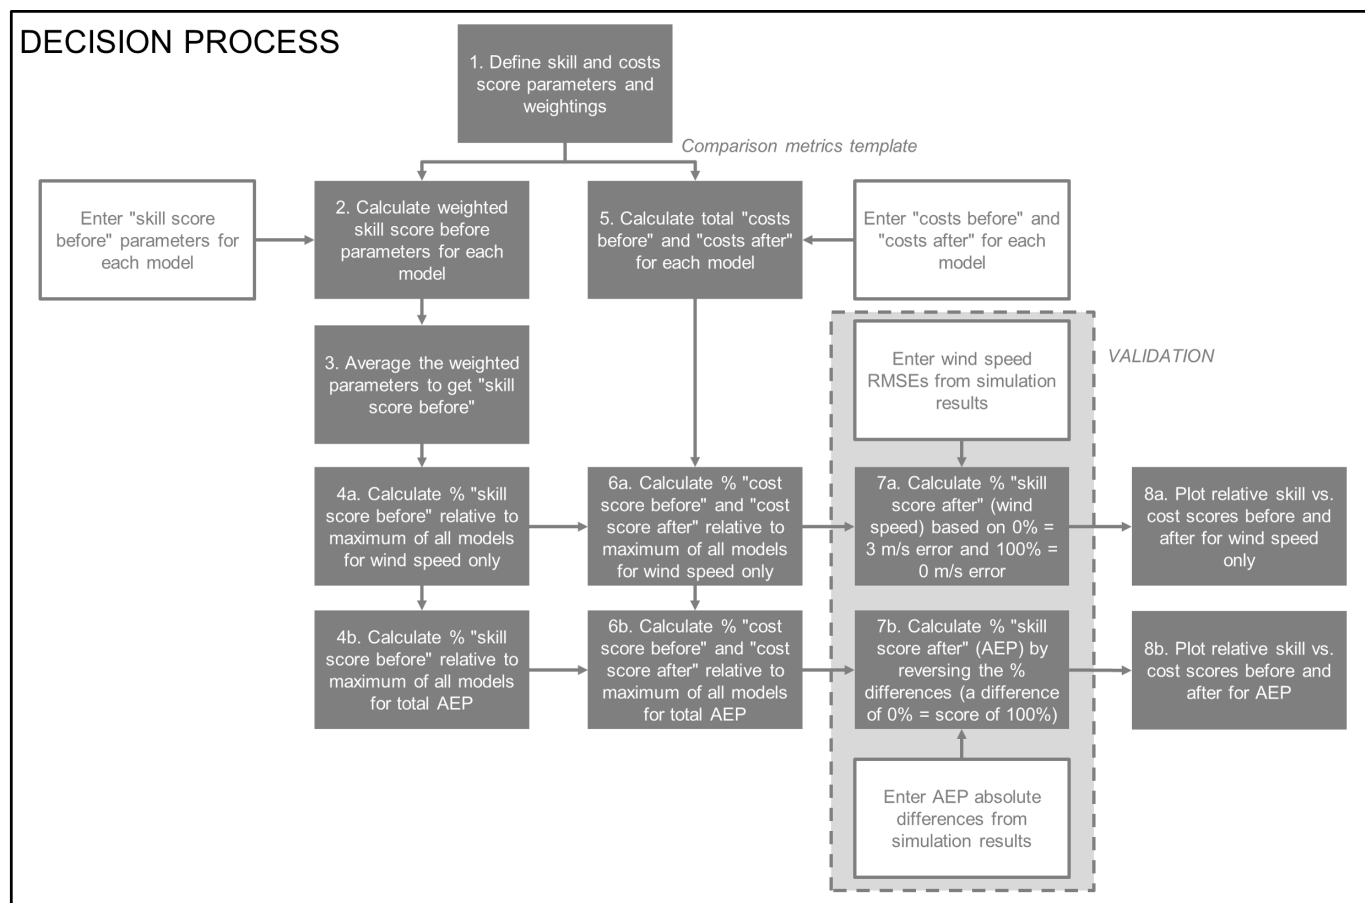 DECISION PROCESS
1. Define skill and costs
score parameters and
weightings
Comparison metrics template
Enter "skill score
before" parameters for
each model
2. Calculate weighted
skill score before
parameters for each
model
5. Calculate total "costs
before" and "costs after"
for each model
Enter "costs before" and
"costs after" for each
model
3. Average the weighted
parameters to get "skill
score before"
Enter wind speed
RMSEs from simulation
results
VALIDATION
4a. Calculate % "skill
score before" relative to
maximum of all models
for wind speed only
6a. Calculate % "cost
score before" and "cost
score after" relative to
maximum of all models
for wind speed only
7a. Calculate % "skill
score after" (wind
speed) based on 0% =
3 m/s error and 100% =
0 m/s error
8a. Plot relative skill vs.
cost scores before and
after for wind speed
only
4b. Calculate % "skill
score before" relative to
maximum of all models
for total AEP
6b. Calculate % "cost
score before" and "cost
score after" relative to
maximum of all models
for total AEP
7b. Calculate % "skill
score after" (AEP) by
reversing the %
differences (a difference
of 0% = score of 100%)
8b. Plot relative skill vs.
cost scores before and
after for AEP
Enter AEP absolute
differences from
simulation results